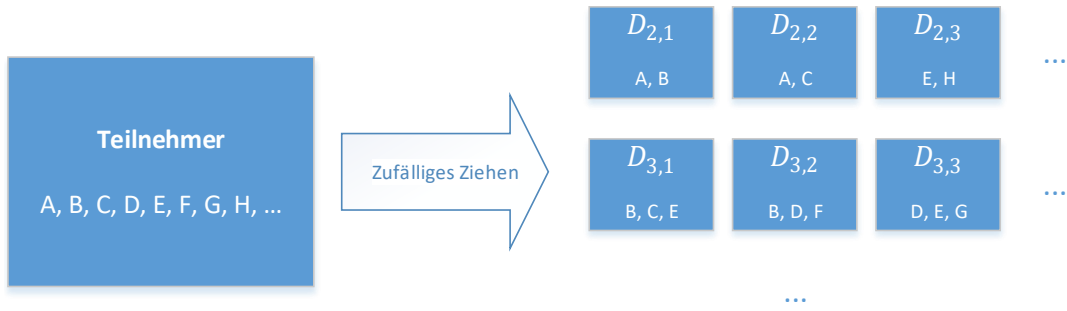 Teilnehmer
A, B, C, D, E, F, G, H, ...
Zufälliges Ziehen
D2,1
A, B
D2,2
A, C
D2,3
E, H
...
D3,1
B, C, E
D3,2
B, D, F
D3,3
D, E, G
...
...